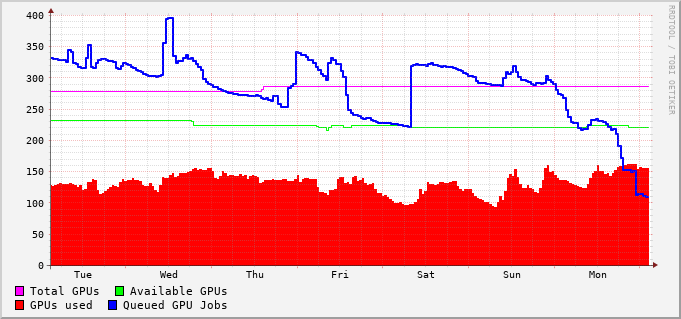 400
350
300
250
200
150
100
50
0
Tue Wed Thu Fri Sat Sun Mon
Total GPUs Available GPUs
GPUs used Queued GPU Jobs
RRDTOOL / TOBI OETIKER